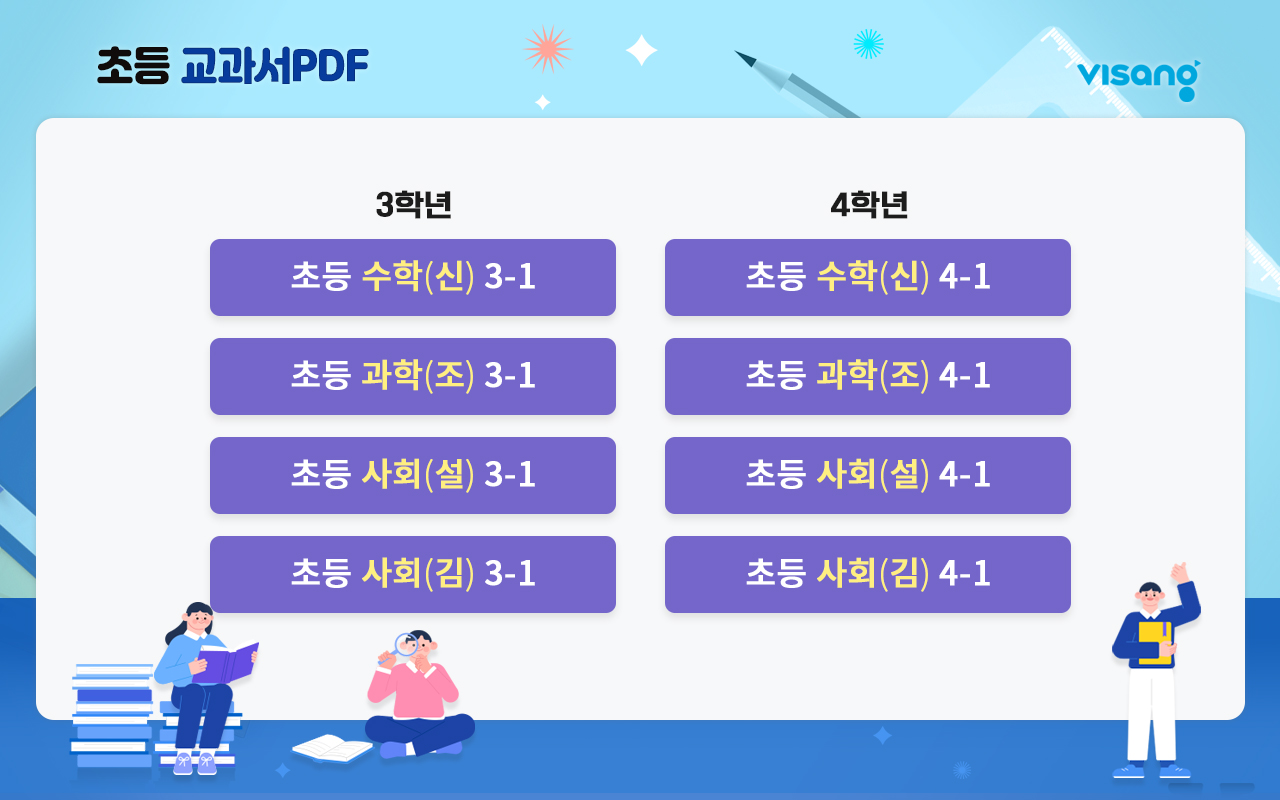 초등 교과서PDF
visang
3학년
초등 수학(신) 3-1
초등 과학(조) 3-1
초등 사회(설) 3-1
초등 사회(김) 3-1
4학년
초등 수학(신) 4-1
초등 과학(조) 4-1
초등 사회(설) 4-1
초등 사회(김) 4-1